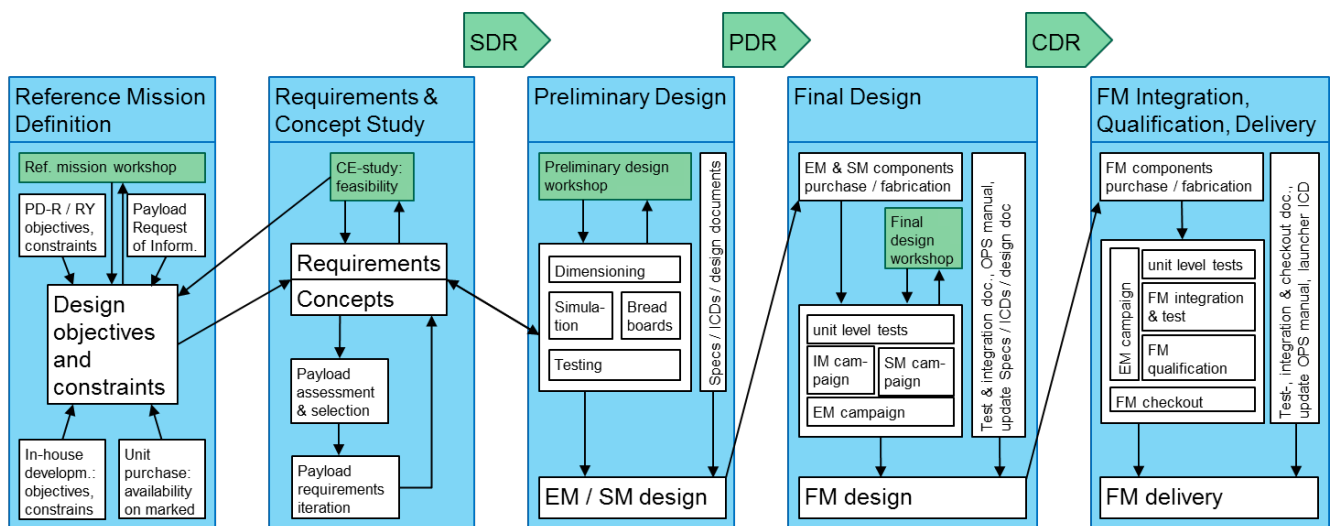 SDR
PDR
CDR
Reference Mission
Definition
Ref. mission workshop
PD-R / RY
objectives,
constraints
Payload
Request
of Inform.
Design
objectives
and
constraints
In-house
developm.:
objectives,
constrains
Unit
purchase:
availability
on marked
Requirements &
Concept Study
CE-study:
feasibility
Requirements
Concepts
Payload
assessment
& selection
Payload
requirements
iteration
Preliminary Design
Preliminary design
workshop
Dimensioning
Simula-
tion
Bread
boards
Testing
Specs / ICDs / design documents
EM / SM design
Final Design
EM & SM components
purchase / fabrication
Final
design
workshop
unit level tests
IM cam-
paign
SM cam-
paign
EM campaign
Test & integration doc., OPS manual,
update Specs / ICDs / design doc
FM design
FM Integration,
Qualification, Delivery
FM components
purchase / fabrication
EM campaign
unit level tests
FM integration
& test
FM
qualification
FM checkout
Test-, integration & checkout doc.,
update OPS manual, launcher ICD
FM delivery